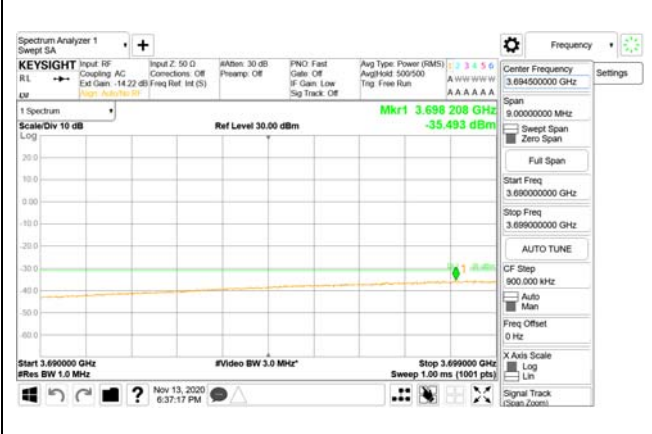 Spectrum Analyzer 1
Swept SA
+
Frequency
KEYSIGHT
RL
Input: RF
Coupling: AC
Ext Gain: -14.22 dB
Align: Auto/No RF
Input Z: 50 Ω
Corrections: Off
Freq Ref: Int (S)
#Atten: 30 dB
Preamp: Off
PNO: Fast
Gate: Off
IF Gain: Low
Sig Track: Off
Avg Type: Power (RMS)
Avg|Hold: 500/500
Trig: Free Run
1 2 3 4 5 6
A W W W W W
A A A A A A
1 Spectrum
Scale/Div 10 dB
Log
Ref Level 30.00 dBm
Mkr1 3.698 208 GHz
-35.493 dBm
20.0
10.0
0.00
-10.0
-20.0
-30.0
-40.0
-50.0
-60.0
1
Start 3.690000 GHz
#Res BW 1.0 MHz
#Video BW 3.0 MHz*
Stop 3.699000 GHz
Sweep 1.00 ms (1001 pts)
?
Nov 13, 2020
6:37:17 PM
Center Frequency
3.694500000 GHz
Settings
Span
9.00000000 MHz
Swept Span
Zero Span
Full Span
Start Freq
3.690000000 GHz
Stop Freq
3.699000000 GHz
AUTO TUNE
CF Step
900.000 kHz
Auto
Man
Freq Offset
0 Hz
X Axis Scale
Log
Lin
Signal Track
(Span Zoom)